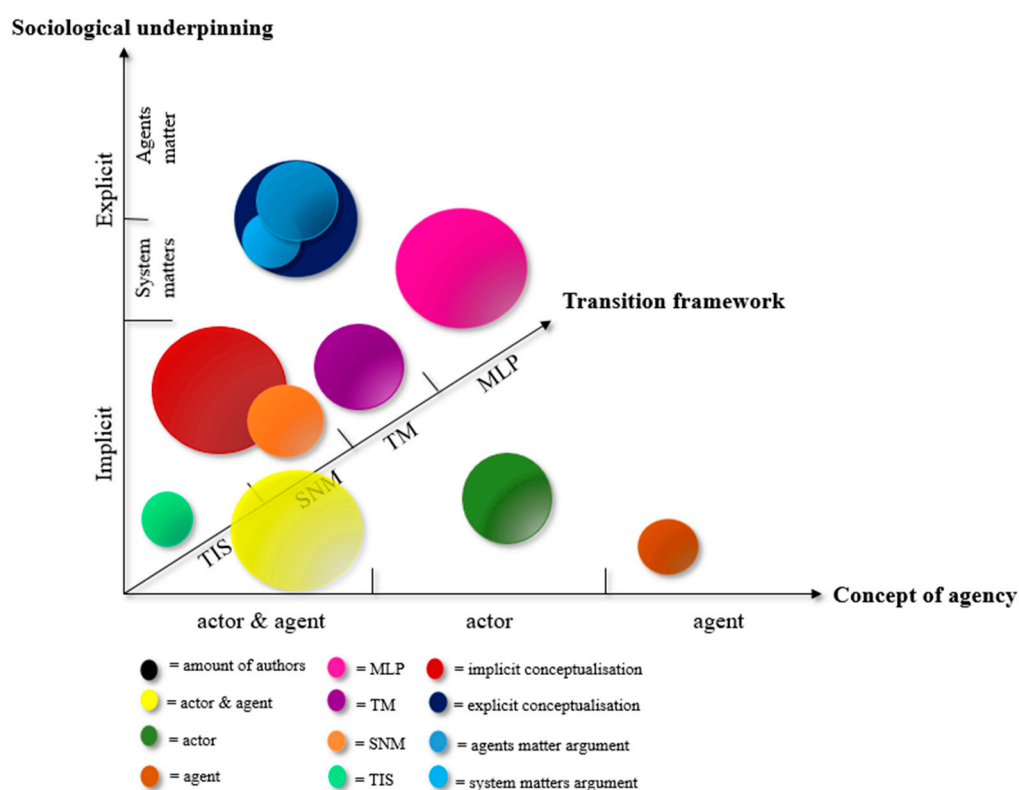 Sociological underpinning
Agents
matter
Explicit
System
matters
Transition framework
MLP
TM
Implicit
SNM
TIS
Concept of agency
actor & agent
actor
agent
= amount of authors
= MLP
= implicit conceptualisation
= actor & agent
= TM
= explicit conceptualisation
= actor
= SNM
= agents matter argument
= agent
= TIS
= system matters argument